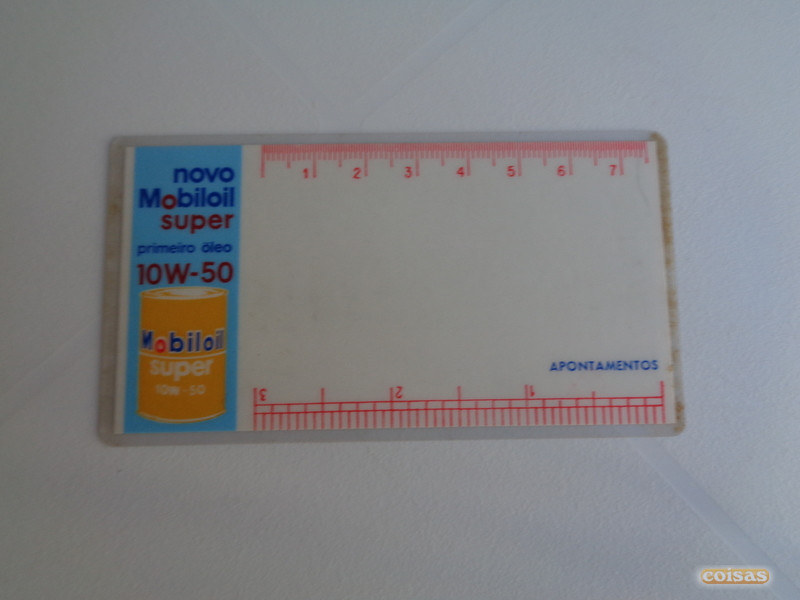 novo
Mobiloil
super
primeiro óleo
10W-50
Mobiloil
super
10W-50
1 2 3 4 5 6 7
APONTAMENTOS
3 2 1
coisas